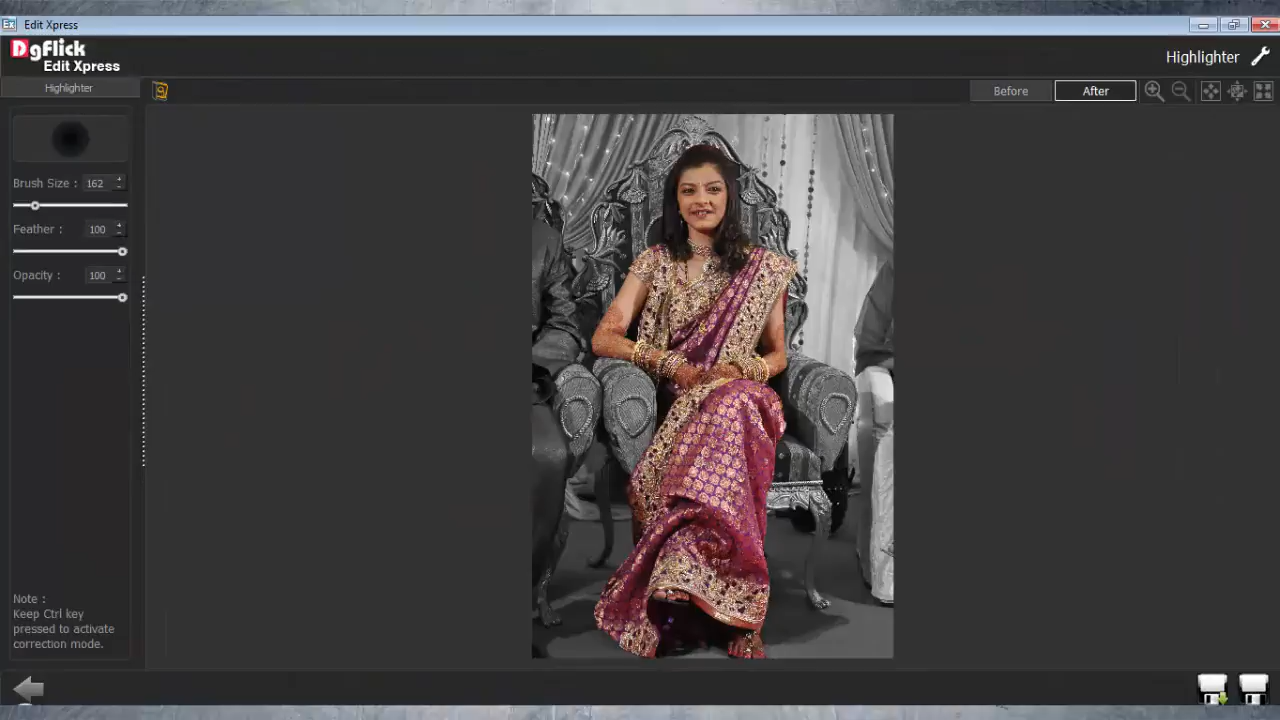 Ex Edit Xpress
DgFlick
Edit Xpress
Highlighter
Highlighter
Before
After
Brush Size : 162
Feather : 100
Opacity : 100
Note :
Keep Ctrl key
pressed to activate
correction mode.